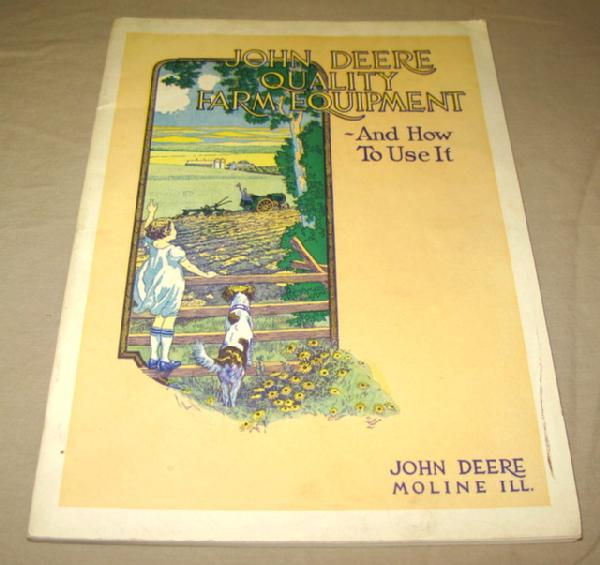 JOHN DEERE
QUALITY
FARM EQUIPMENT
~And How
To Use It
JOHN DEERE
MOLINE ILL.